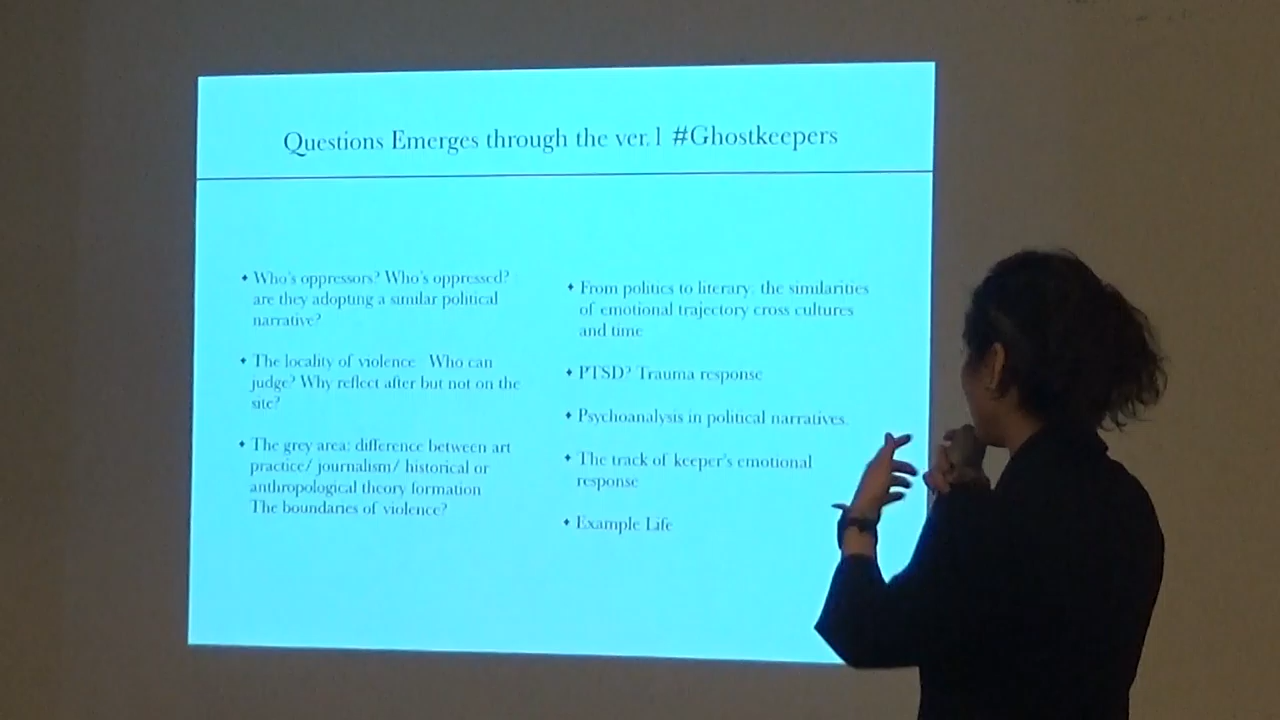 Questions Emerges through the ver.1 #Ghostkeepers
Who's oppressors? Who's oppressed?
are they adopting a similar political
narrative?
The locality of violence Who can
judge? Why reflect after but not on the
site?
The grey area: difference between art
practice/ journalism/ historical or
anthropological theory formation
The boundaries of violence?
From politics to literary: the similarities
of emotional trajectory cross cultures
and time
PTSD? Trauma response
Psychoanalysis in political narratives.
The track of keeper's emotional
response
Example Life